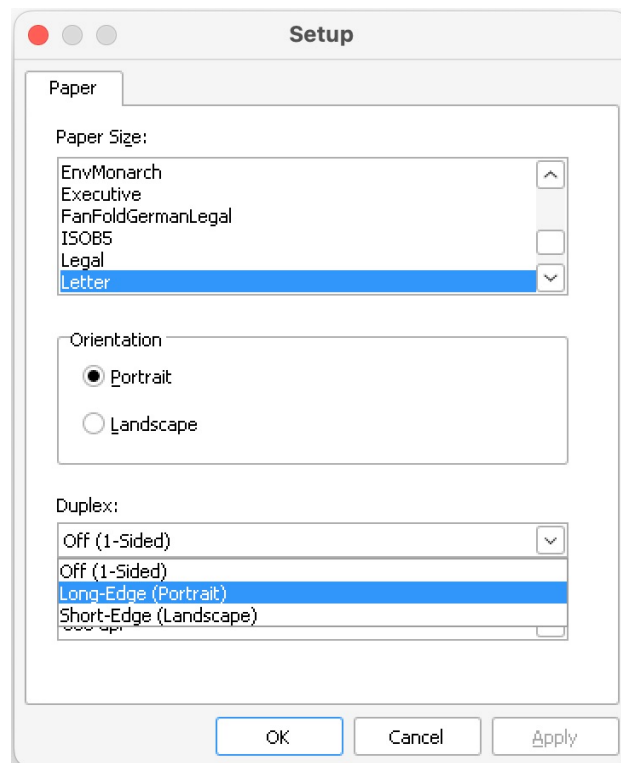 Setup
Paper
Paper Size:
EnvMonarch
Executive
FanFoldGermanLegal
ISOB5
Legal
Letter
Orientation
Portrait
Landscape
Duplex:
Off (1-Sided)
Off (1-Sided)
Long-Edge (Portrait)
Short-Edge (Landscape)
OK
Cancel
Apply